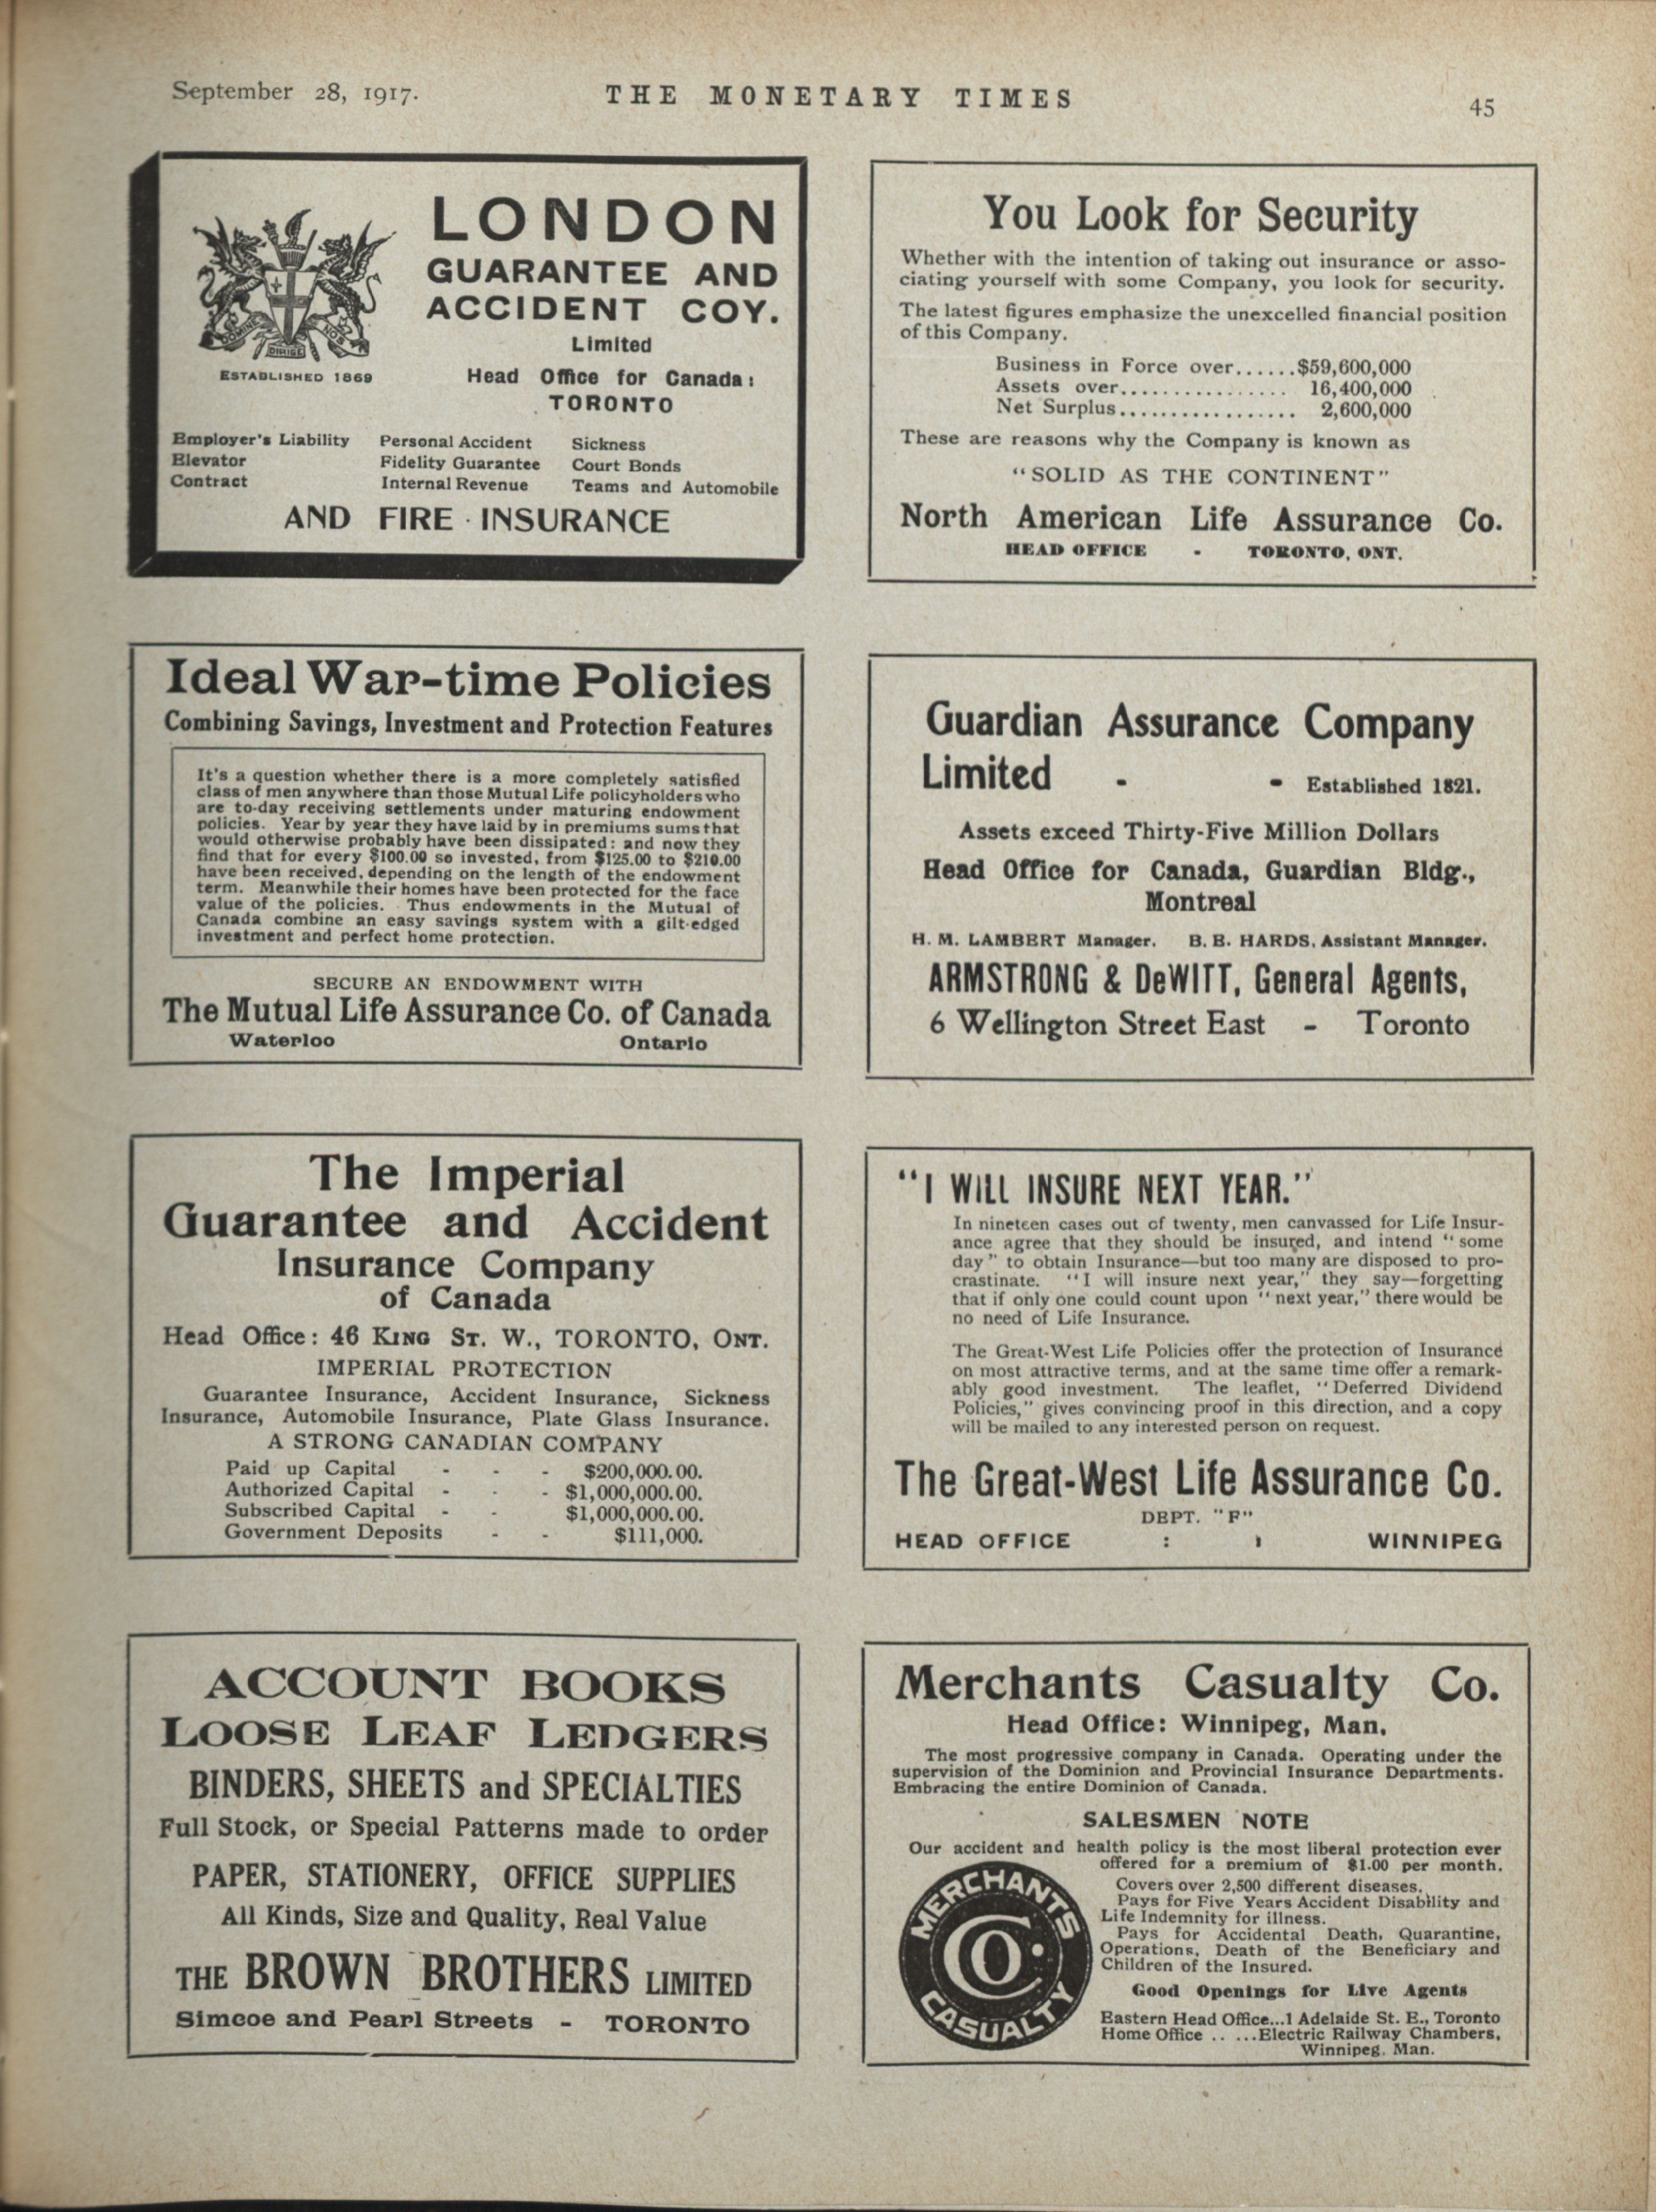 September 28, 1917.
THE MONETARY TIMES
45
LONDON
GUARANTEE AND
ACCIDENT COY.
Limited
DOMINE DIRIGE NOS
ESTABLISHED 1869
Head Office for Canada:
TORONTO
Employer's Liability Personal Accident Sickness
Elevator Fidelity Guarantee Court Bonds
Contract Internal Revenue Teams and Automobile
AND FIRE INSURANCE
You Look for Security
Whether with the intention of taking out insurance or asso-
ciating yourself with some Company, you look for security.
The latest figures emphasize the unexcelled financial position
of this Company.
Business in Force over......$59,600,000
Assets over................ 16,400,000
Net Surplus................. 2,600,000
These are reasons why the Company is known as
"SOLID AS THE CONTINENT"
North American Life Assurance Co.
HEAD OFFICE - TORONTO, ONT.
Ideal War-time Policies
Combining Savings, Investment and Protection Features
It's a question whether there is a more completely satisfied
class of men anywhere than those Mutual Life policyholders who
are to-day receiving settlements under maturing endowment
policies. Year by year they have laid by in premiums sums that
would otherwise probably have been dissipated: and now they
find that for every $100.00 so invested, from $125.00 to $210.00
have been received, depending on the length of the endowment
term. Meanwhile their homes have been protected for the face
value of the policies. Thus endowments in the Mutual of
Canada combine an easy savings system with a gilt-edged
investment and perfect home protection.
SECURE AN ENDOWMENT WITH
The Mutual Life Assurance Co. of Canada
Waterloo Ontario
Guardian Assurance Company
Limited - - Established 1821.
Assets exceed Thirty-Five Million Dollars
Head Office for Canada, Guardian Bldg.,
Montreal
H. M. LAMBERT Manager. B. B. HARDS, Assistant Manager.
ARMSTRONG & DeWITT, General Agents,
6 Wellington Street East - Toronto
The Imperial
Guarantee and Accident
Insurance Company
of Canada
Head Office: 46 KING ST. W., TORONTO, ONT.
IMPERIAL PROTECTION
Guarantee Insurance, Accident Insurance, Sickness
Insurance, Automobile Insurance, Plate Glass Insurance.
A STRONG CANADIAN COMPANY
Paid up Capital - - - $200,000.00.
Authorized Capital - - - $1,000,000.00.
Subscribed Capital - - $1,000,000.00.
Government Deposits - - $111,000.
"I WILL INSURE NEXT YEAR."
In nineteen cases out of twenty, men canvassed for Life Insur-
ance agree that they should be insured, and intend "some
day" to obtain Insurance—but too many are disposed to pro-
crastinate. "I will insure next year," they say—forgetting
that if only one could count upon "next year," there would be
no need of Life Insurance.
The Great-West Life Policies offer the protection of Insurance
on most attractive terms, and at the same time offer a remark-
ably good investment. The leaflet, "Deferred Dividend
Policies," gives convincing proof in this direction, and a copy
will be mailed to any interested person on request.
The Great-West Life Assurance Co.
DEPT. "F"
HEAD OFFICE : : WINNIPEG
ACCOUNT BOOKS
LOOSE LEAF LEDGERS
BINDERS, SHEETS and SPECIALTIES
Full Stock, or Special Patterns made to order
PAPER, STATIONERY, OFFICE SUPPLIES
All Kinds, Size and Quality, Real Value
THE BROWN BROTHERS LIMITED
Simcoe and Pearl Streets - TORONTO
Merchants Casualty Co.
Head Office: Winnipeg, Man.
The most progressive company in Canada. Operating under the
supervision of the Dominion and Provincial Insurance Departments.
Embracing the entire Dominion of Canada.
SALESMEN NOTE
Our accident and health policy is the most liberal protection ever
offered for a premium of $1.00 per month.
Covers over 2,500 different diseases.
Pays for Five Years Accident Disability and
Life Indemnity for illness.
Pays for Accidental Death, Quarantine,
Operations, Death of the Beneficiary and
Children of the Insured.
Good Openings for Live Agents
Eastern Head Office...1 Adelaide St. E., Toronto
Home Office .. ...Electric Railway Chambers,
Winnipeg, Man.
MERCHANTS
CO.
CASUALTY